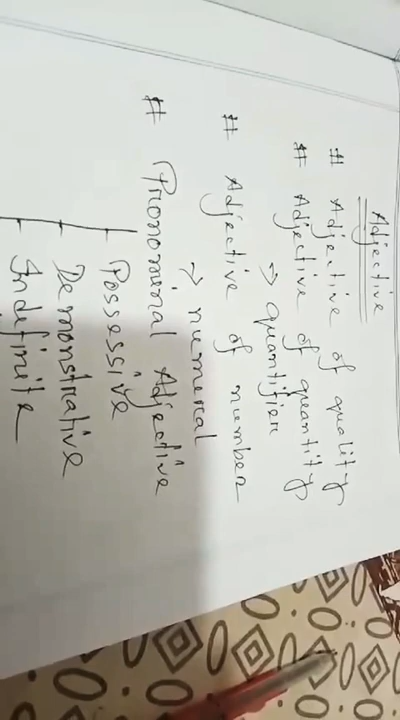 Adjective
# Adjective of quality
# Adjective of quantity
→ quantifier
# Adjective of number
→ numeral
# Pronominal Adjective
Possessive
Demonstrative
Indefinite